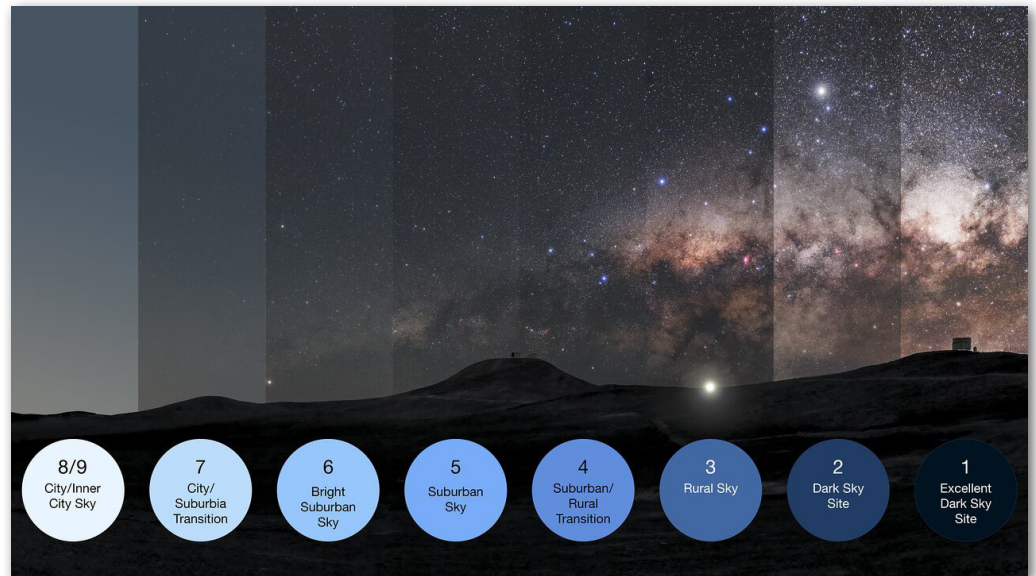 8/9
City/Inner
City Sky
7
City/
Suburbia
Transition
6
Bright
Suburban
Sky
5
Suburban
Sky
4
Suburban/
Rural
Transition
3
Rural Sky
2
Dark Sky
Site
1
Excellent
Dark Sky
Site